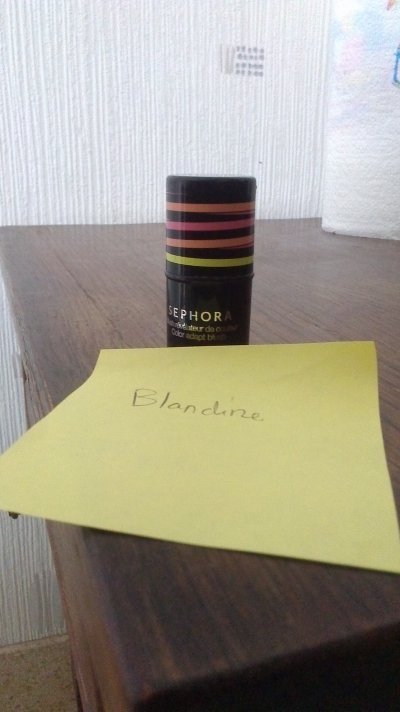 SEPHORA
révélateur de couleur
Color adapt blush
Blandine